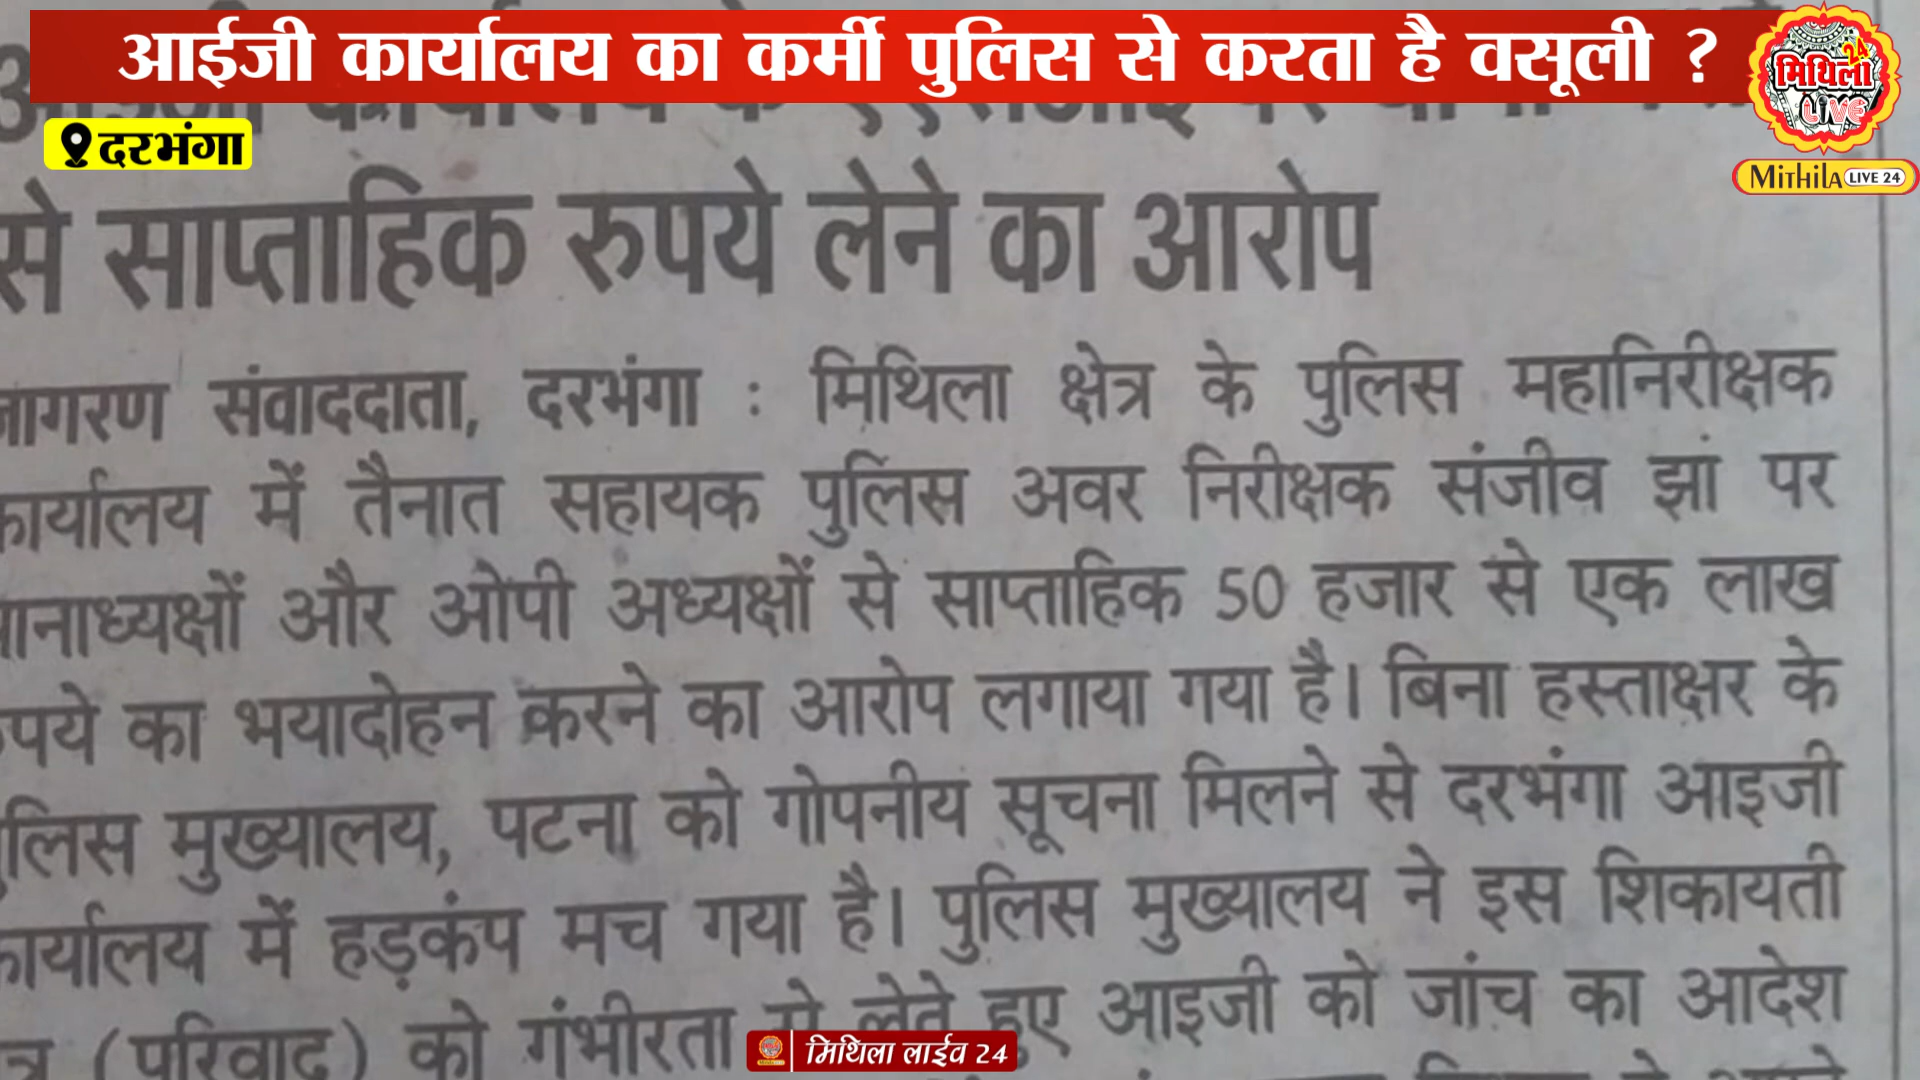 आईजी कार्यालय का कर्मी पुलिस से करता है वसूली ?
24
मिथिला
LIVE
MITHILA LIVE 24
दरभंगा
से साप्ताहिक रुपये लेने का आरोप
जागरण संवाददाता, दरभंगा : मिथिला क्षेत्र के पुलिस महानिरीक्षक
कार्यालय में तैनात सहायक पुलिस अवर निरीक्षक संजीव झा पर
थानाध्यक्षों और ओपी अध्यक्षों से साप्ताहिक 50 हजार से एक लाख
रुपये का भयादोहन करने का आरोप लगाया गया है। बिना हस्ताक्षर के
पुलिस मुख्यालय, पटना को गोपनीय सूचना मिलने से दरभंगा आइजी
कार्यालय में हड़कंप मच गया है। पुलिस मुख्यालय ने इस शिकायती
(परिवाद) को गंभीरता से लेते हुए आइजी को जांच का आदेश
मिथिला लाईव 24